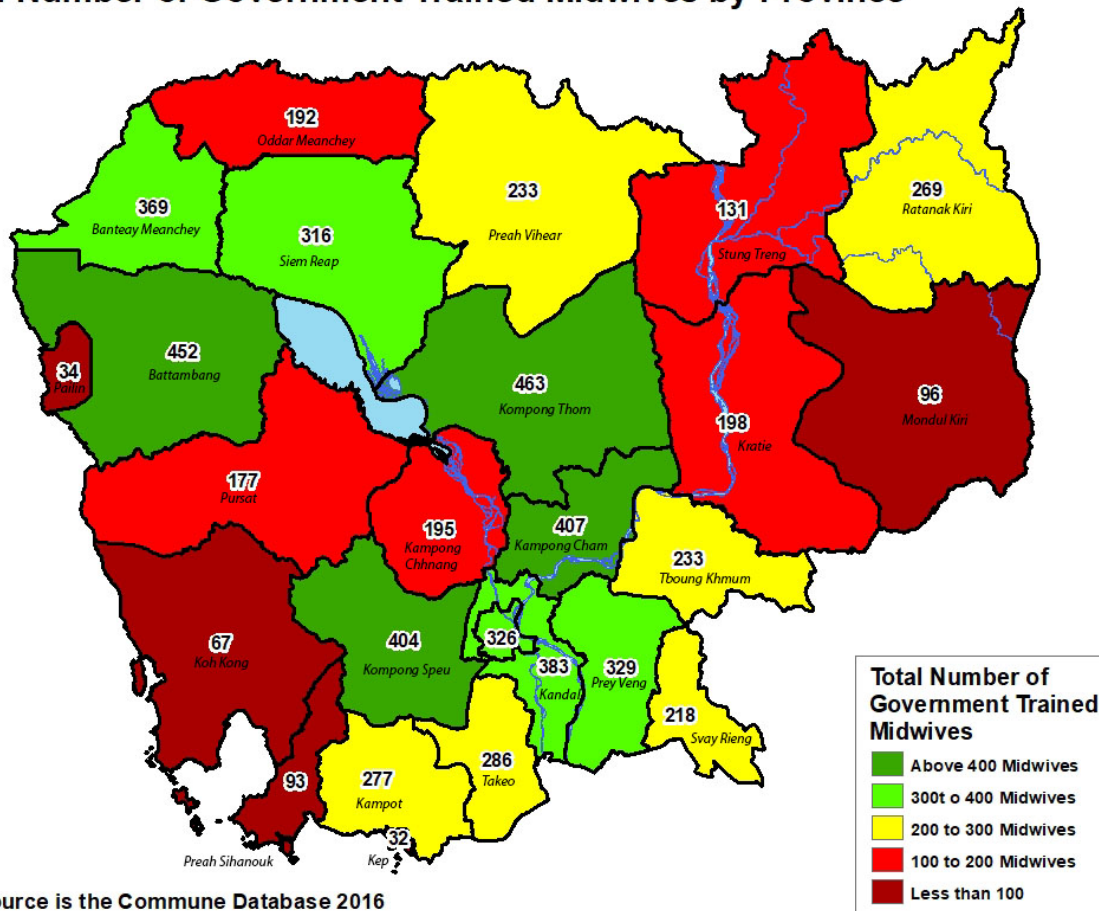 Number of Government Trained Midwives by Province
192
Oddar Meanchey
233
Preah Vihear
269
Ratanak Kiri
369
Banteay Meanchey
316
Siem Reap
131
Stung Treng
452
Battambang
34
Pailin
463
Kompong Thom
198
Kratie
96
Mondul Kiri
177
Pursat
195
Kampong
Chhnang
407
Kampong Cham
233
Tboung Khmum
67
Koh Kong
404
Kompong Speu
326
383
Kandal
329
Prey Veng
218
Svay Rieng
93
Preah Sihanouk
277
Kampot
286
Takeo
32
Kep
Total Number of
Government Trained
Midwives
Above 400 Midwives
300t o 400 Midwives
200 to 300 Midwives
100 to 200 Midwives
Less than 100
urce is the Commune Database 2016